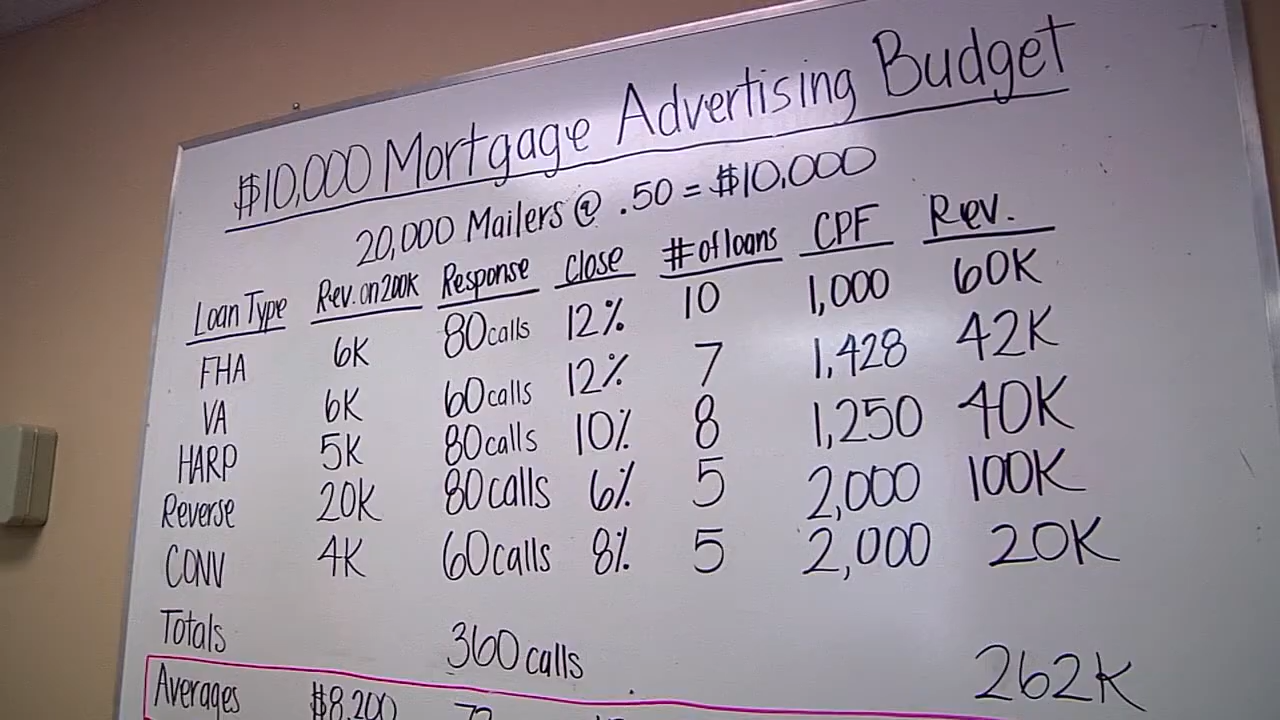 $10,000 Mortgage Advertising Budget
20,000 Mailers @ .50 = $10,000
Loan Type Rev. on 200K Response Close # of loans CPF Rev.
FHA 6K 80 calls 12% 10 1,000 60K
VA 6K 60 calls 12% 7 1,428 42K
HARP 5K 80 calls 10% 8 1,250 40K
Reverse 20K 80 calls 6% 5 2,000 100K
CONV 4K 60 calls 8% 5 2,000 20K
Totals 360 calls 262K
Averages $8,200 72